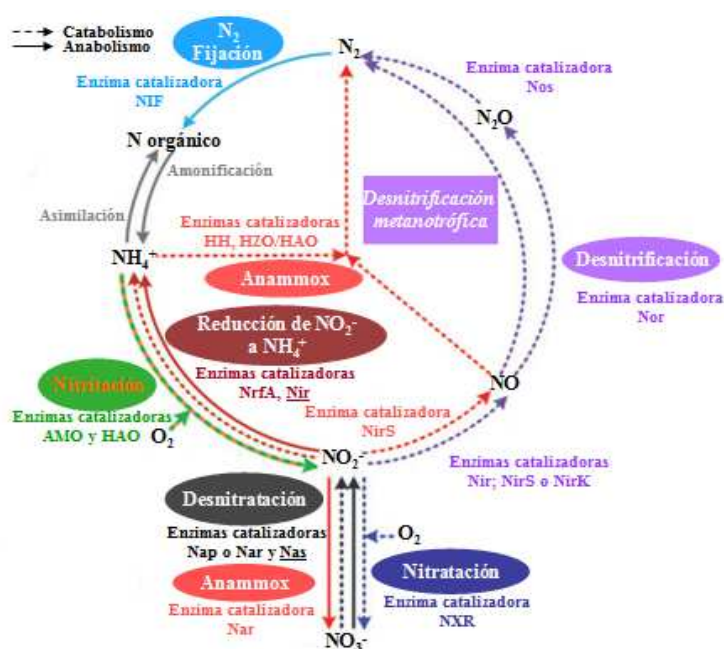 Catabolismo
Anabolismo
N₂
Fijación
N₂
Enzima catalizadora
NIF
Enzima catalizadora
Nos
N₂O
N orgánico
Amonificación
Asimilación
Desnitrificación
metanotrófica
Enzimas catalizadoras
HH, HZO/HAO
NH₄⁺
Anammox
Desnitrificación
Enzima catalizadora
Nor
Reducción de NO₂⁻
a NH₄⁺
Enzimas catalizadoras
NrfA, Nir
Nitritación
Enzimas catalizadoras
AMO y HAO
O₂
NO
Enzima catalizadora
NirS
NO₂⁻
Enzimas catalizadoras
Nir; NirS o NirK
Desnitratación
Enzimas catalizadoras
Nap o Nar y Nas
O₂
Anammox
Enzima catalizadora
Nar
Nitratación
Enzima catalizadora
NXR
NO₃⁻